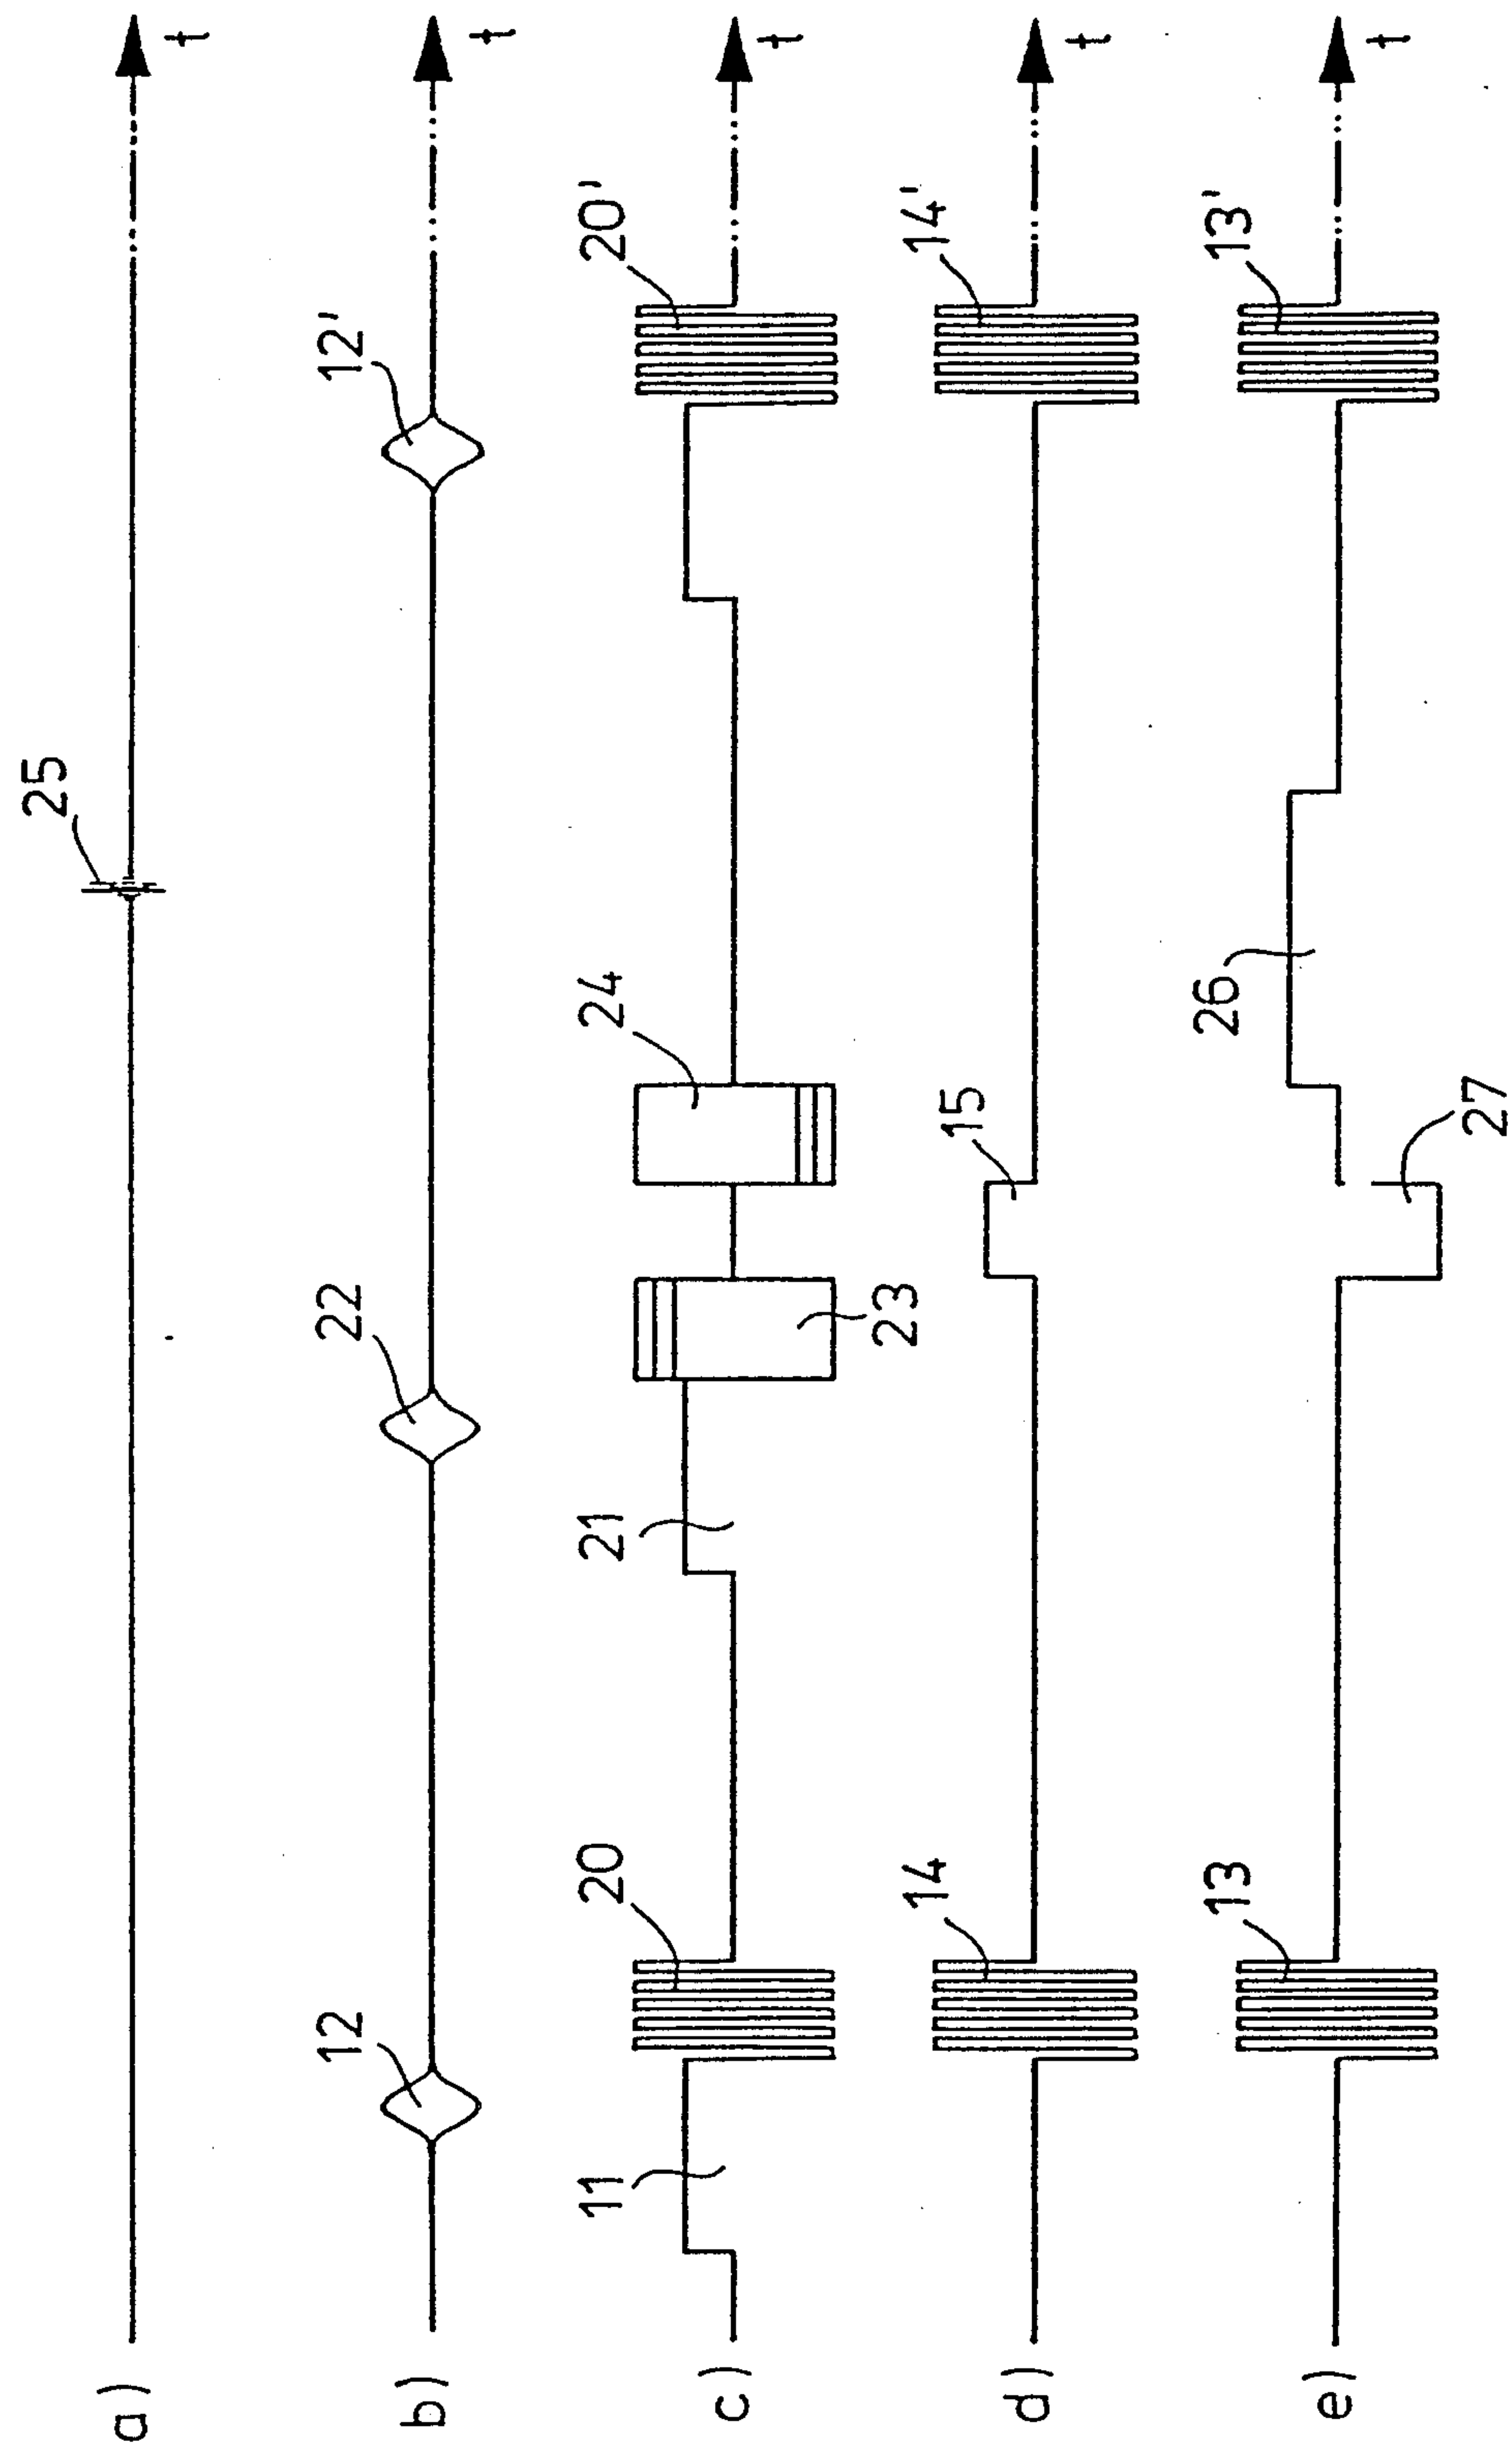 a) 25 t
b) 12 22 12' t
c) 11 20 21 23 24 20' t
d) 14 15 14' t
e) 13 27 26 13' t